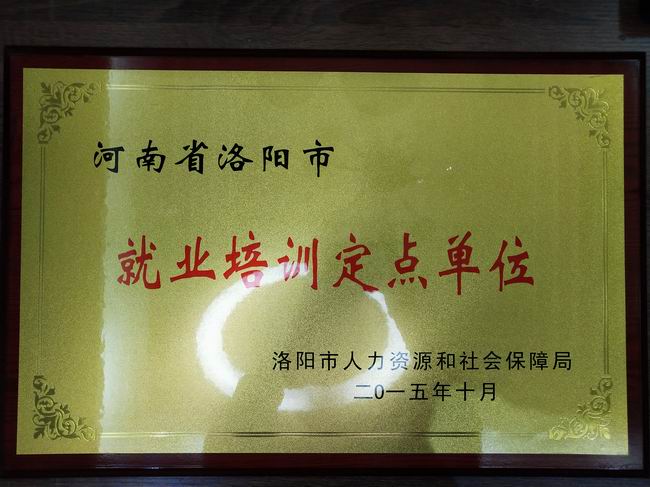 河南省洛阳市
就业培训定点单位
洛阳市人力资源和社会保障局
二0一五年十月